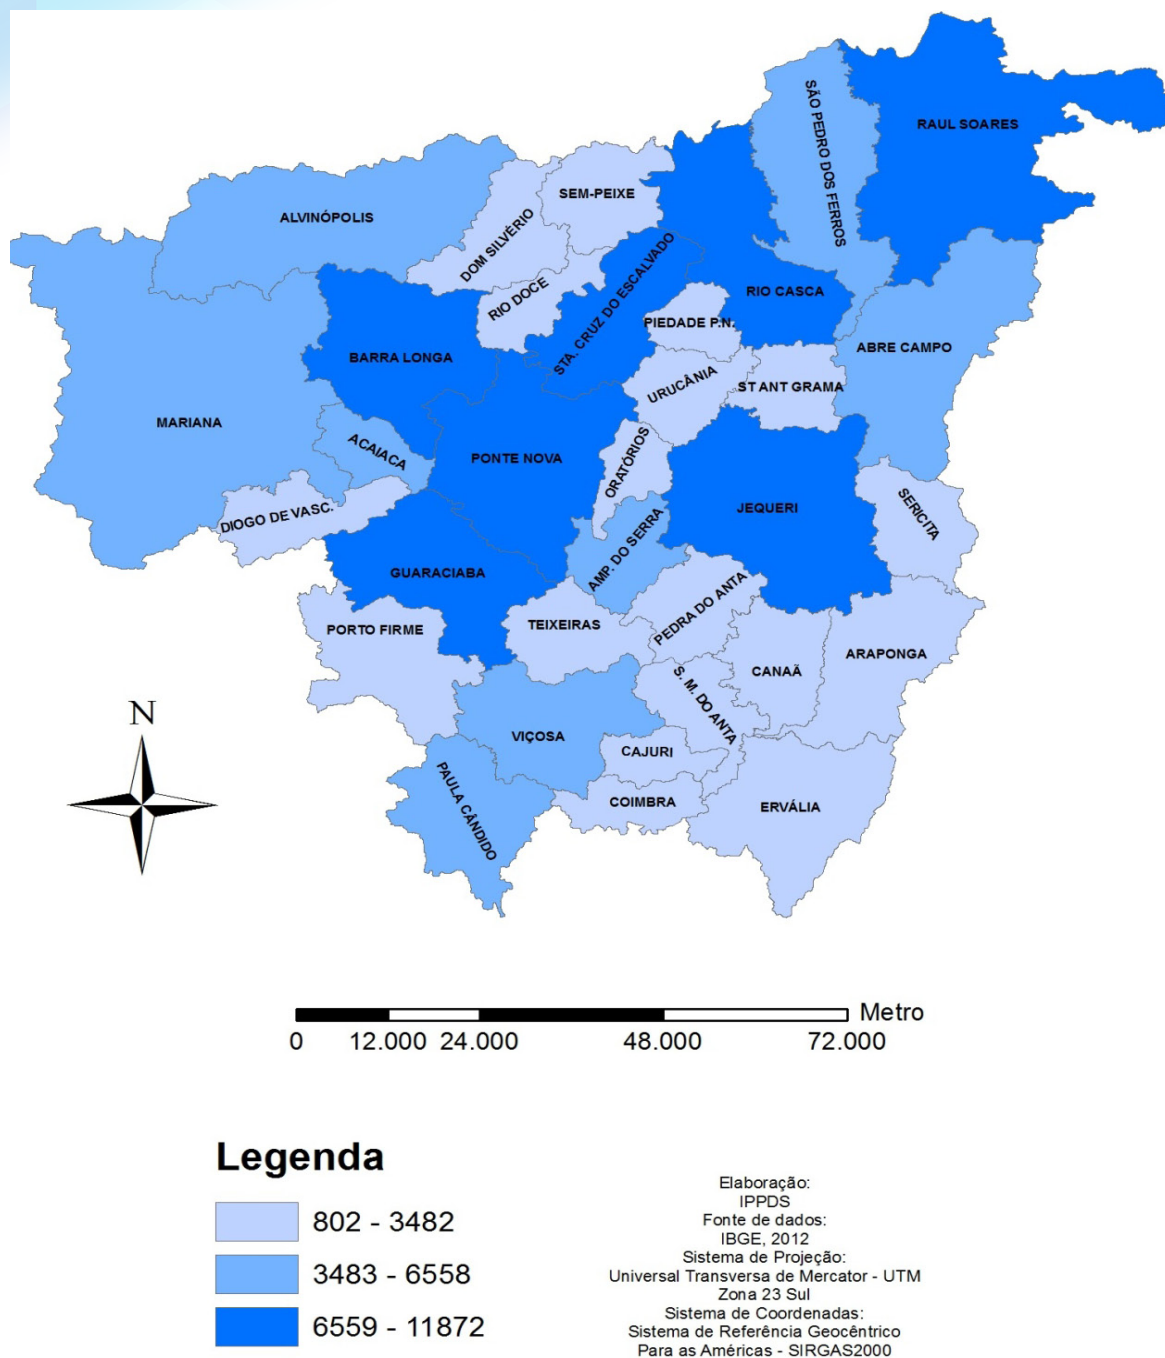 RAUL SOARES
SÃO PEDRO DOS FERROS
SEM-PEIXE
ALVINÓPOLIS
DOM SILVÉRIO
STA. CRUZ DO ESCALVADO
RIO CASCA
RIO DOCE
PIEDADE P.N.
ABRE CAMPO
BARRA LONGA
URUCÂNIA
ST ANT GRAMA
MARIANA
ACAIACA
PONTE NOVA
ORATÓRIOS
JEQUERI
SERICITA
DIOGO DE VASC.
AMP. DO SERRA
GUARACIABA
PEDRA DO ANTA
TEIXEIRAS
PORTO FIRME
ARAPONGA
CANAÃ
S. M. DO ANTA
N
VIÇOSA
CAJURI
PAULA CÂNDIDO
COIMBRA
ERVÁLIA
Metro
0 12.000 24.000 48.000 72.000
Legenda
802 - 3482
3483 - 6558
6559 - 11872
Elaboração:
IPPDS
Fonte de dados:
IBGE, 2012
Sistema de Projeção:
Universal Transversa de Mercator - UTM
Zona 23 Sul
Sistema de Coordenadas:
Sistema de Referência Geocêntrico
Para as Américas - SIRGAS2000